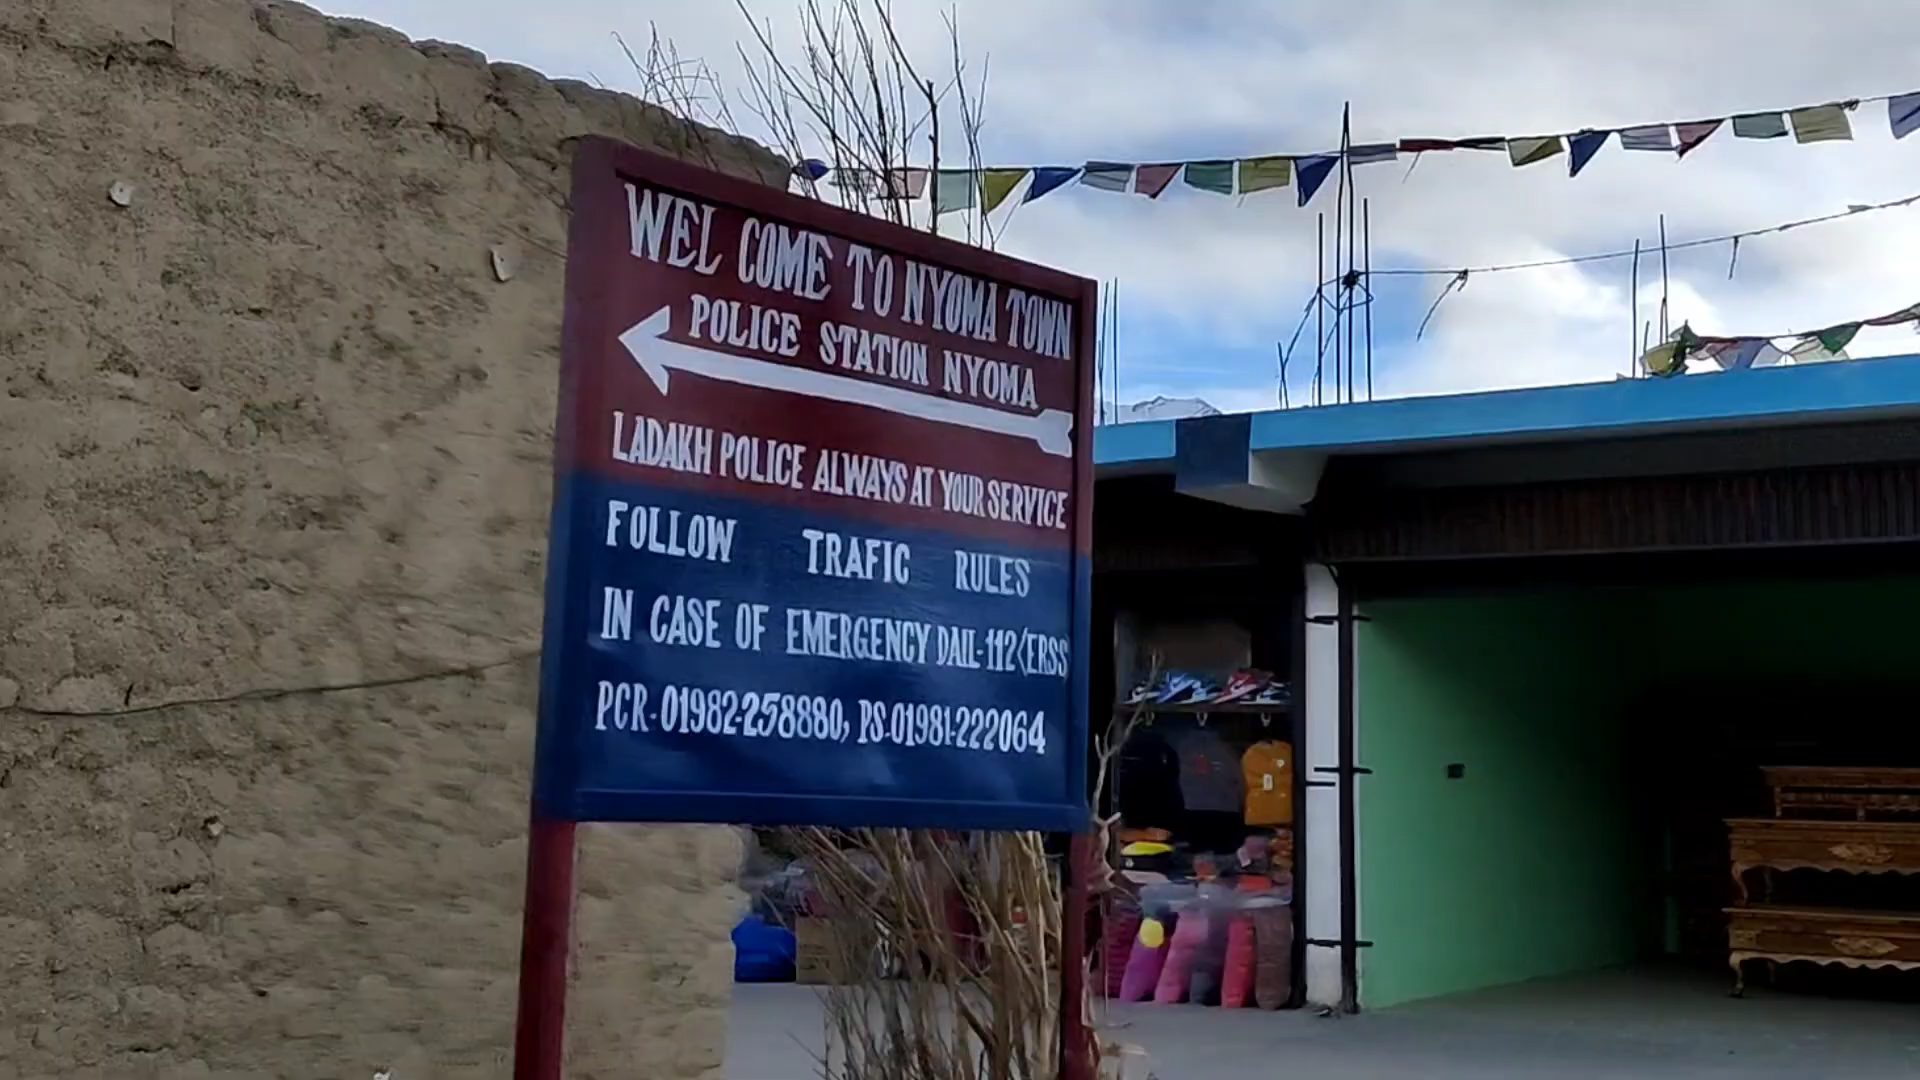 WEL COME TO NYOMA TOWN
POLICE STATION NYOMA
LADAKH POLICE ALWAYS AT YOUR SERVICE
FOLLOW TRAFIC RULES
IN CASE OF EMERGENCY DAIL-112(ERSS
PCR-01982-258880, PS-01981-222064